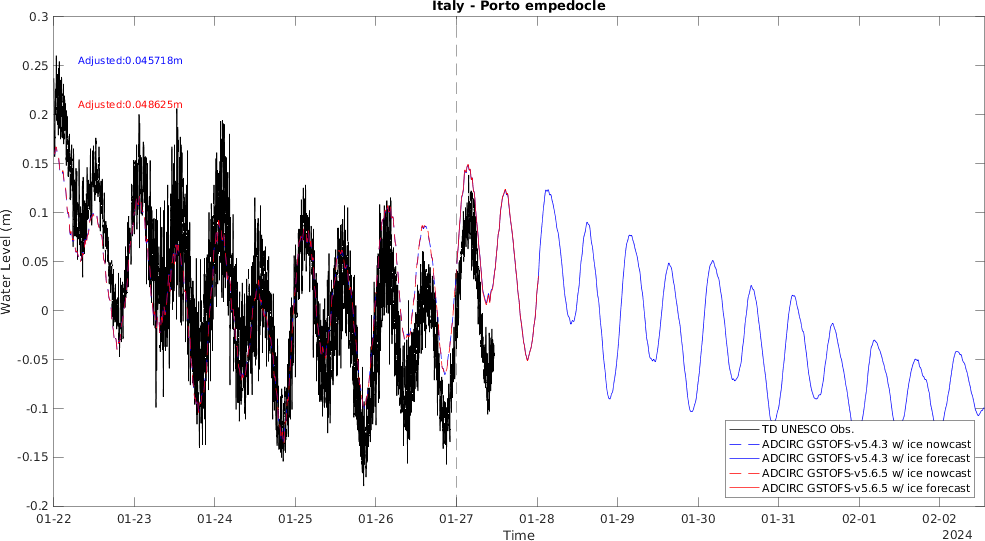 Italy - Porto empedocle
Adjusted:0.045718m
Adjusted:0.048625m
Water Level (m)
0.3
0.25
0.2
0.15
0.1
0.05
0
-0.05
-0.1
-0.15
-0.2
TD UNESCO Obs.
ADCIRC GSTOFS-v5.4.3 w/ ice nowcast
ADCIRC GSTOFS-v5.4.3 w/ ice forecast
ADCIRC GSTOFS-v5.6.5 w/ ice nowcast
ADCIRC GSTOFS-v5.6.5 w/ ice forecast
01-22 01-23 01-24 01-25 01-26 01-27 01-28 01-29 01-30 01-31 02-01 02-02
Time
2024